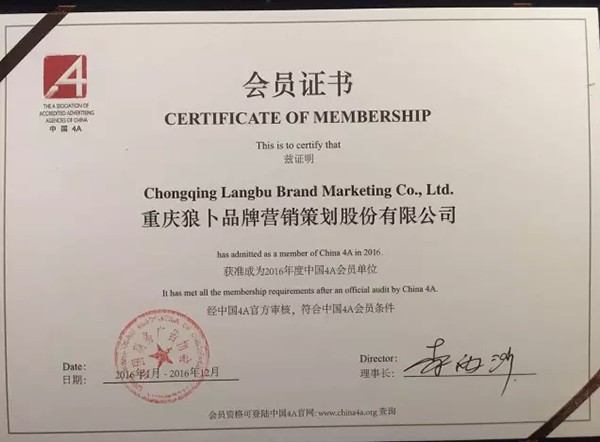 4A
THE ASSOCIATION OF
ACCREDITED ADVERTISING
AGENCIES OF CHINA
中国 4A
会员证书
CERTIFICATE OF MEMBERSHIP
This is to certify that
兹证明
Chongqing Langbu Brand Marketing Co., Ltd.
重庆狼卜品牌营销策划股份有限公司
has admitted as a member of China 4A in 2016.
获准成为2016年度中国4A会员单位
It has met all the membership requirements after an official audit by China 4A.
经中国4A官方审核，符合中国4A会员条件
Date:
日期：
2016年1月 - 2016年12月
Director:
理事长：
会员资格可登陆中国4A官网: www.china4a.org 查询